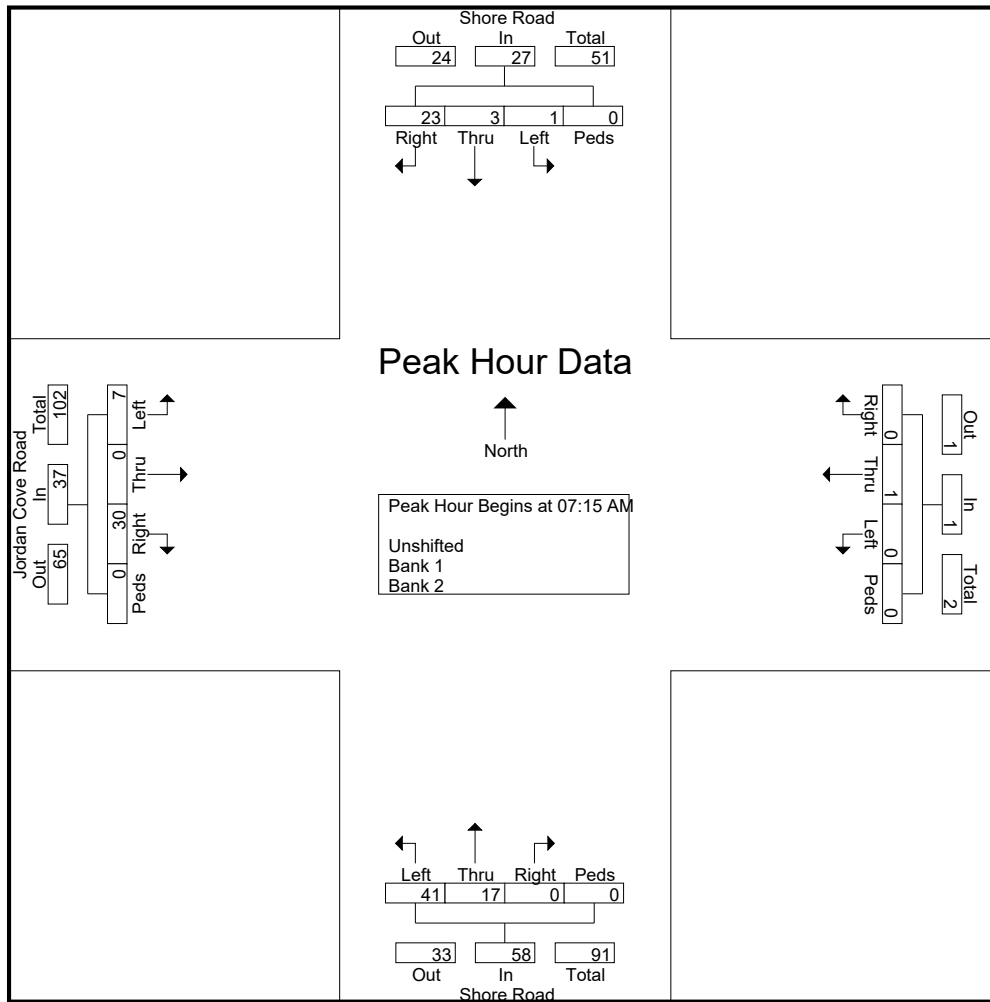 Shore Road
Out In Total
24 27 51
23 3 1 0
Right Thru Left Peds
Peak Hour Data
North
Peak Hour Begins at 07:15 AM
Unshifted
Bank 1
Bank 2
Jordan Cove Road
Total In Out
102 37 65
7 0 30 0
Left Thru Right Peds
Out In Total
1 1 2
0 1 0 0
Right Thru Left Peds
Left Thru Right Peds
41 17 0 0
33 58 91
Out In Total
Shore Road